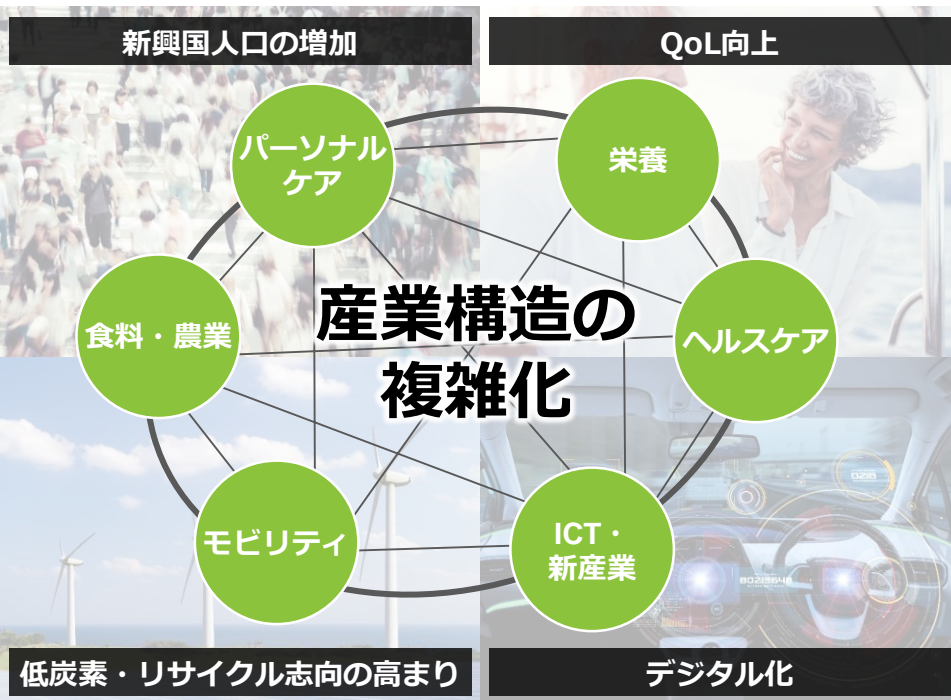 新興国人口の増加
QoL向上
パーソナル
ケア
栄養
食料・農業
産業構造の
複雑化
ヘルスケア
モビリティ
ICT・
新産業
0218
80213648
低炭素・リサイクル志向の高まり
デジタル化